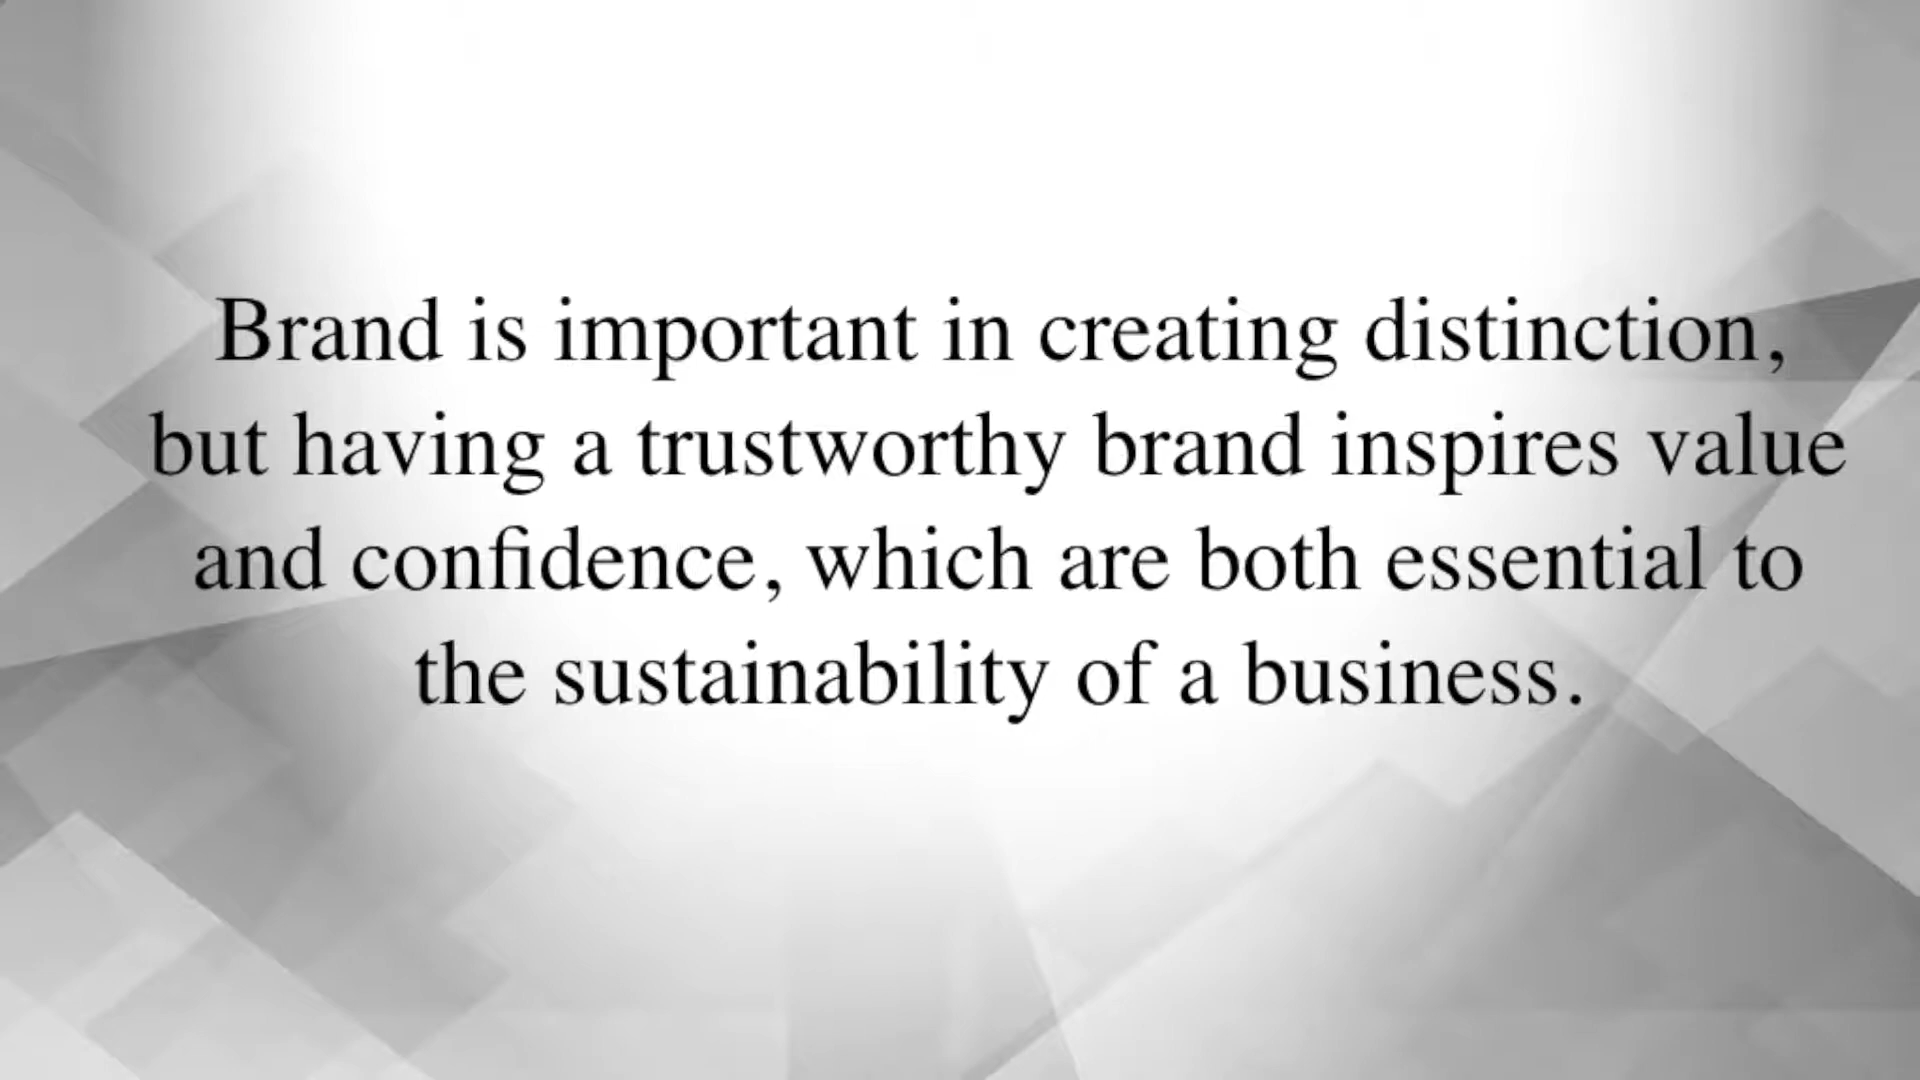 Brand is important in creating distinction,
but having a trustworthy brand inspires value
and confidence, which are both essential to
the sustainability of a business.